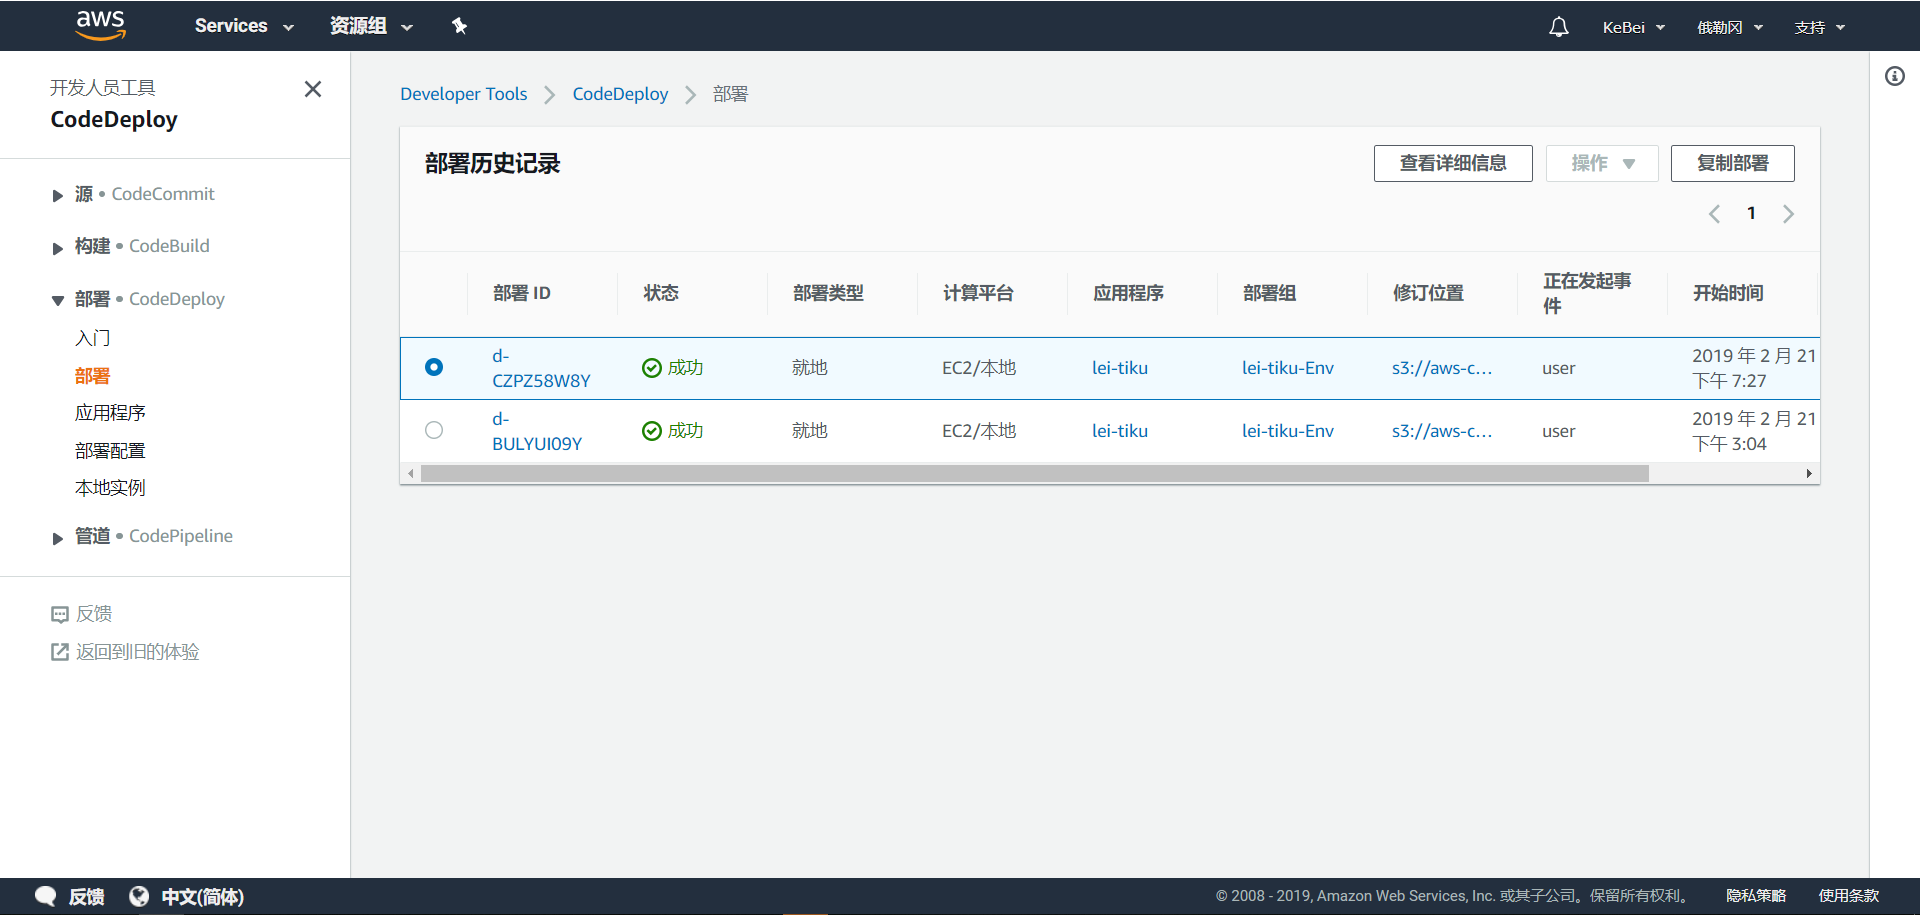 aws Services 资源组 KeBei 俄勒冈 支持
开发人员工具
CodeDeploy
源 • CodeCommit
构建 • CodeBuild
部署 • CodeDeploy
入门
部署
应用程序
部署配置
本地实例
管道 • CodePipeline
反馈
返回到旧的体验
Developer Tools CodeDeploy 部署
部署历史记录 查看详细信息 操作 复制部署
1
部署 ID 状态 部署类型 计算平台 应用程序 部署组 修订位置 正在发起事件 开始时间
d-CZPZ58W8Y 成功 就地 EC2/本地 lei-tiku lei-tiku-Env s3://aws-c... user 2019 年 2 月 21 下午 7:27
d-BULYUI09Y 成功 就地 EC2/本地 lei-tiku lei-tiku-Env s3://aws-c... user 2019 年 2 月 21 下午 3:04
反馈 中文(简体) © 2008 - 2019, Amazon Web Services, Inc. 或其子公司。保留所有权利。 隐私策略 使用条款